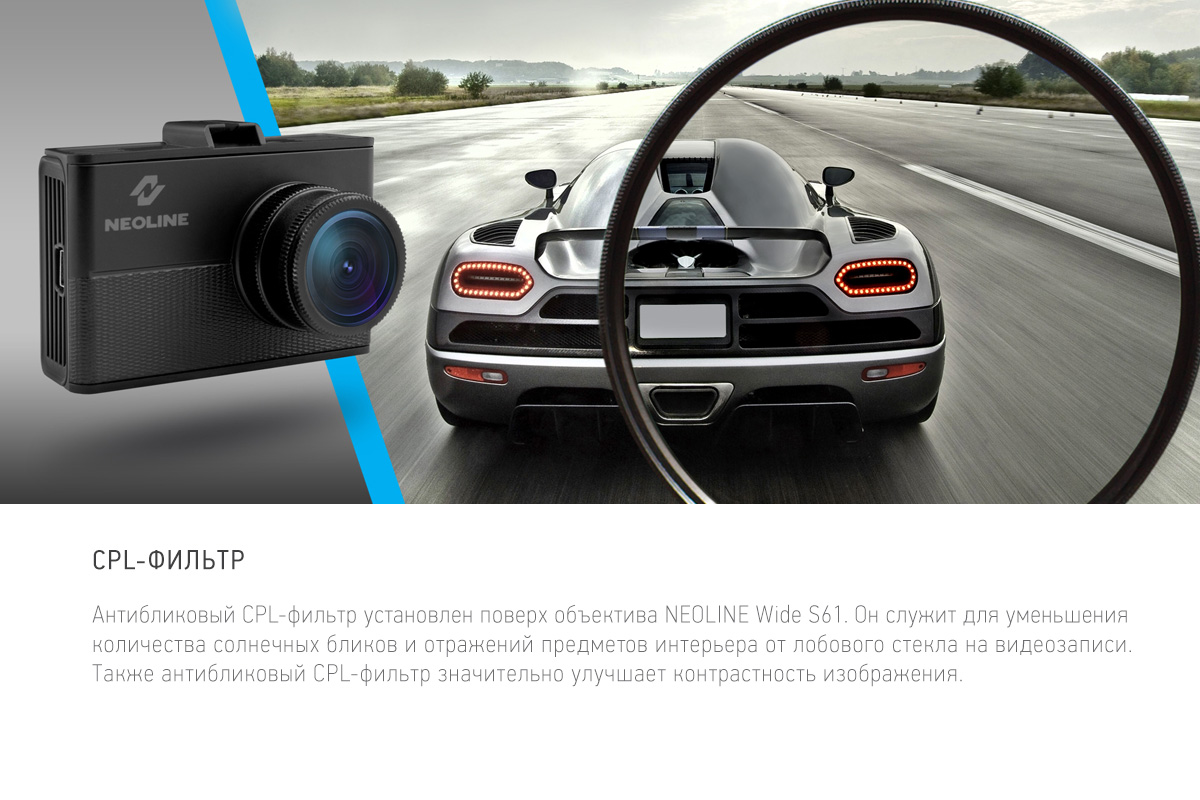 NEOLINE
CPL-ФИЛЬТР
Антибликовый CPL-фильтр установлен поверх объектива NEOLINE Wide S61. Он служит для уменьшения
количества солнечных бликов и отражений предметов интерьера от лобового стекла на видеозаписи.
Также антибликовый CPL-фильтр значительно улучшает контрастность изображения.